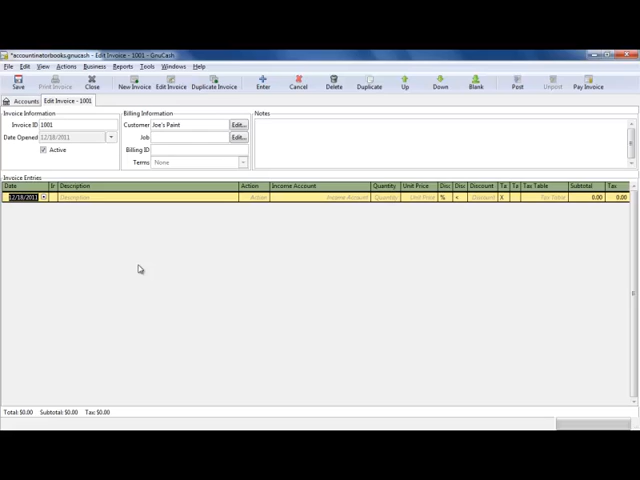 *accountinatorbooks.gnucash - Edit Invoice - 1001 - GnuCash
File Edit View Actions Business Reports Tools Windows Help
Save Print Invoice Close New Invoice Edit Invoice Duplicate Invoice Enter Cancel Delete Duplicate Up Down Blank Post Unpost Pay Invoice
Accounts Edit Invoice - 1001
Invoice Information Billing Information Notes
Invoice ID 1001 Customer Joe's Paint Edit...
Date Opened 12/18/2011 Job Edit...
Active Billing ID
Terms None
Invoice Entries
Date Description Action Income Account Quantity Unit Price Disc Disc Discount Ta Ta Tax Table Subtotal Tax
12/18/2011 Description Action Income Account Quantity Unit Price % < Discount X Tax Table 0.00 0.00
Total: $0.00 Subtotal: $0.00 Tax: $0.00